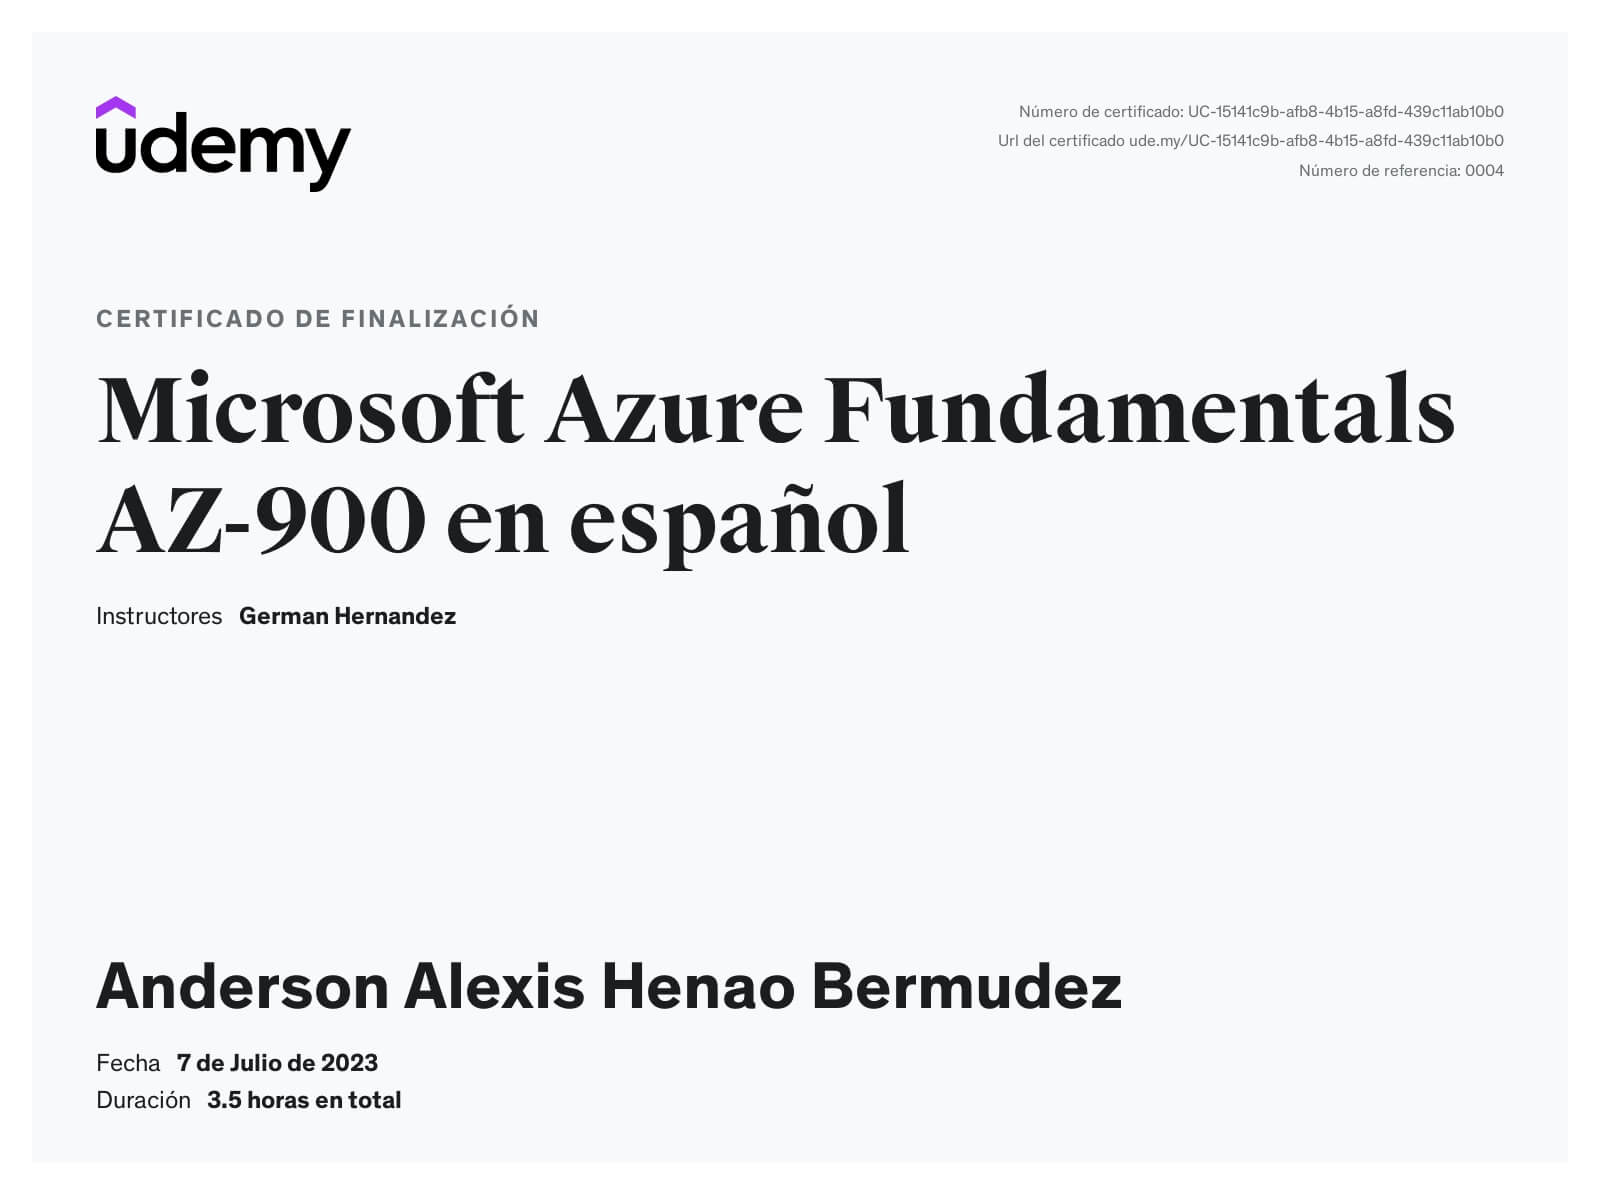 udemy
Número de certificado: UC-15141c9b-afb8-4b15-a8fd-439c11ab10b0
Url del certificado ude.my/UC-15141c9b-afb8-4b15-a8fd-439c11ab10b0
Número de referencia: 0004
CERTIFICADO DE FINALIZACIÓN
Microsoft Azure Fundamentals
AZ-900 en español
Instructores German Hernandez
Anderson Alexis Henao Bermudez
Fecha 7 de Julio de 2023
Duración 3.5 horas en total